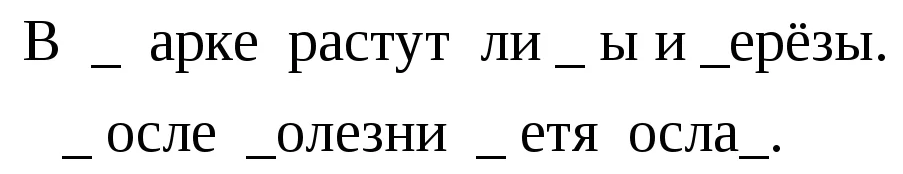 В _ арке растут ли _ ы и _ерёзы.
_ осле _олезни _ етя осла_.